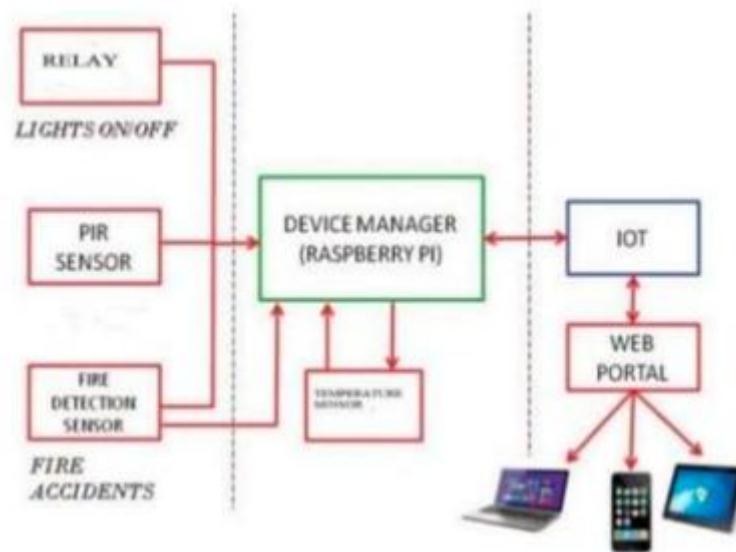 RELAY
LIGHTS ON/OFF
PIR
SENSOR
FIRE
DETECTION
SENSOR
FIRE
ACCIDENTS
DEVICE MANAGER
(RASPBERRY PI)
TEMPERATURE
SENSOR
IOT
WEB
PORTAL